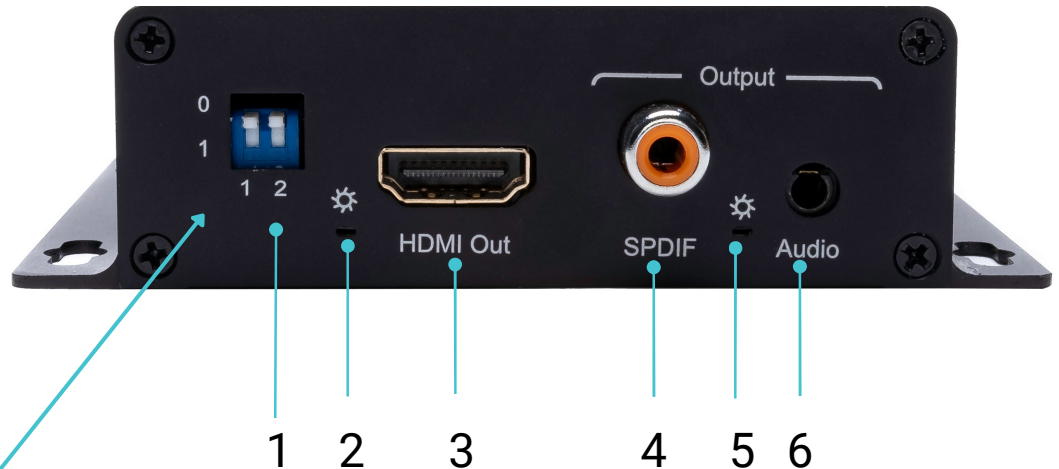 Output
0
1
1 2
HDMI Out
SPDIF
Audio
1 2 3 4 5 6